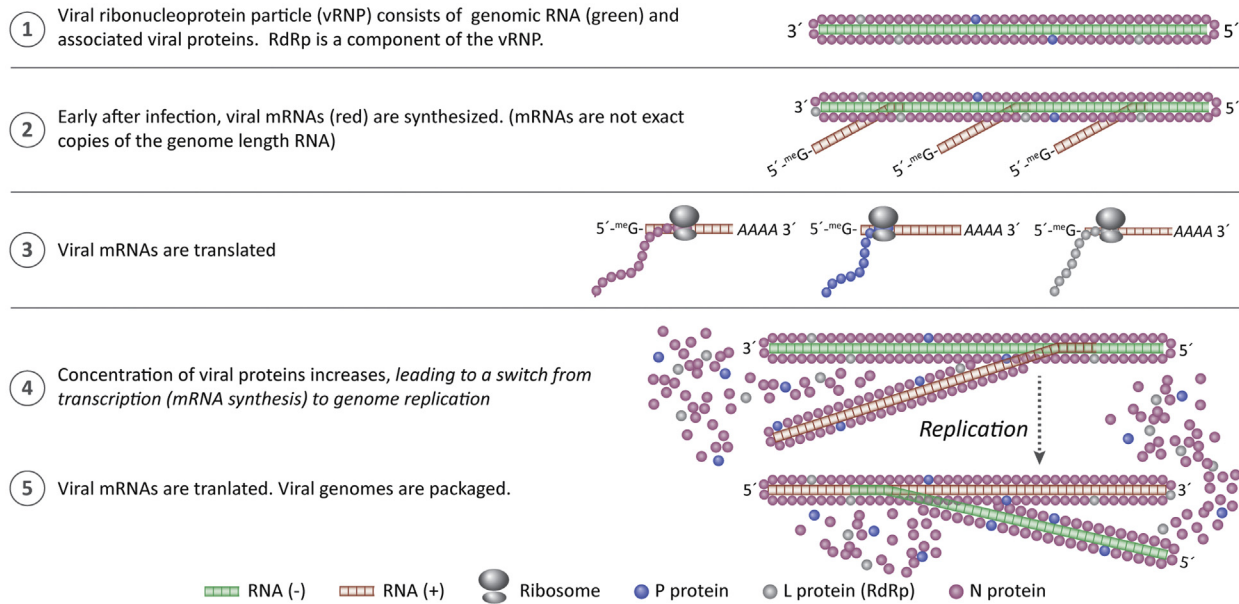 1 Viral ribonucleoprotein particle (vRNP) consists of genomic RNA (green) and
associated viral proteins. RdRp is a component of the vRNP.
3´ 5´
2 Early after infection, viral mRNAs (red) are synthesized. (mRNAs are not exact
copies of the genome length RNA)
3´ 5´
5´-meG- 5´-meG- 5´-meG-
3 Viral mRNAs are translated
5´-meG- AAAA 3´ 5´-meG- AAAA 3´ 5´-meG- AAAA 3´
4 Concentration of viral proteins increases, leading to a switch from
transcription (mRNA synthesis) to genome replication
3´ 5´
Replication
5 Viral mRNAs are tranlated. Viral genomes are packaged.
5´ 3´
5´
RNA (-) RNA (+) Ribosome P protein L protein (RdRp) N protein